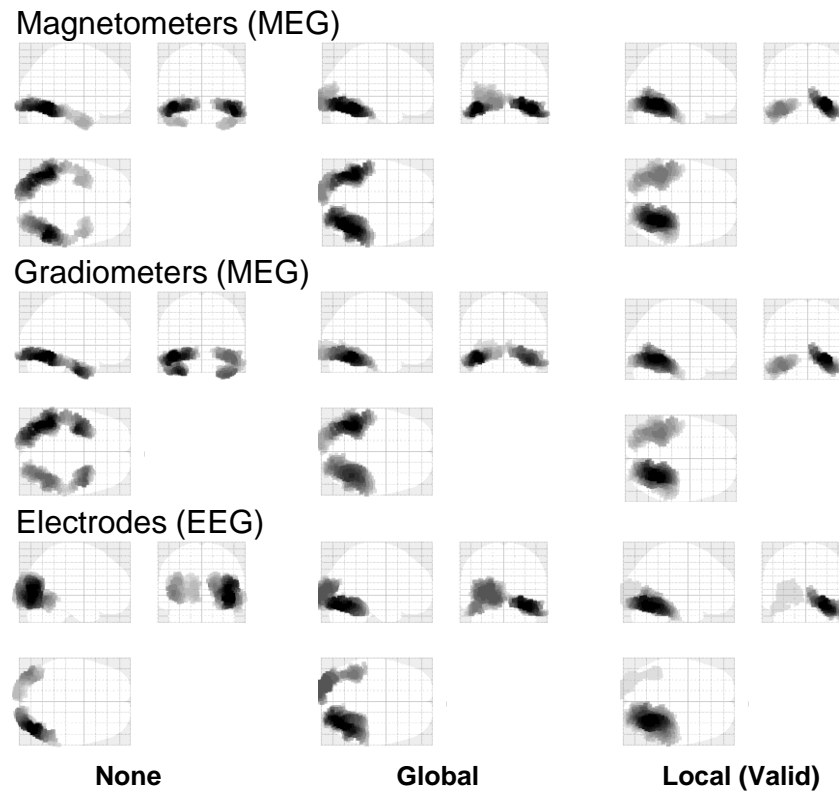 Magnetometers (MEG)
Gradiometers (MEG)
Electrodes (EEG)
None Global Local (Valid)